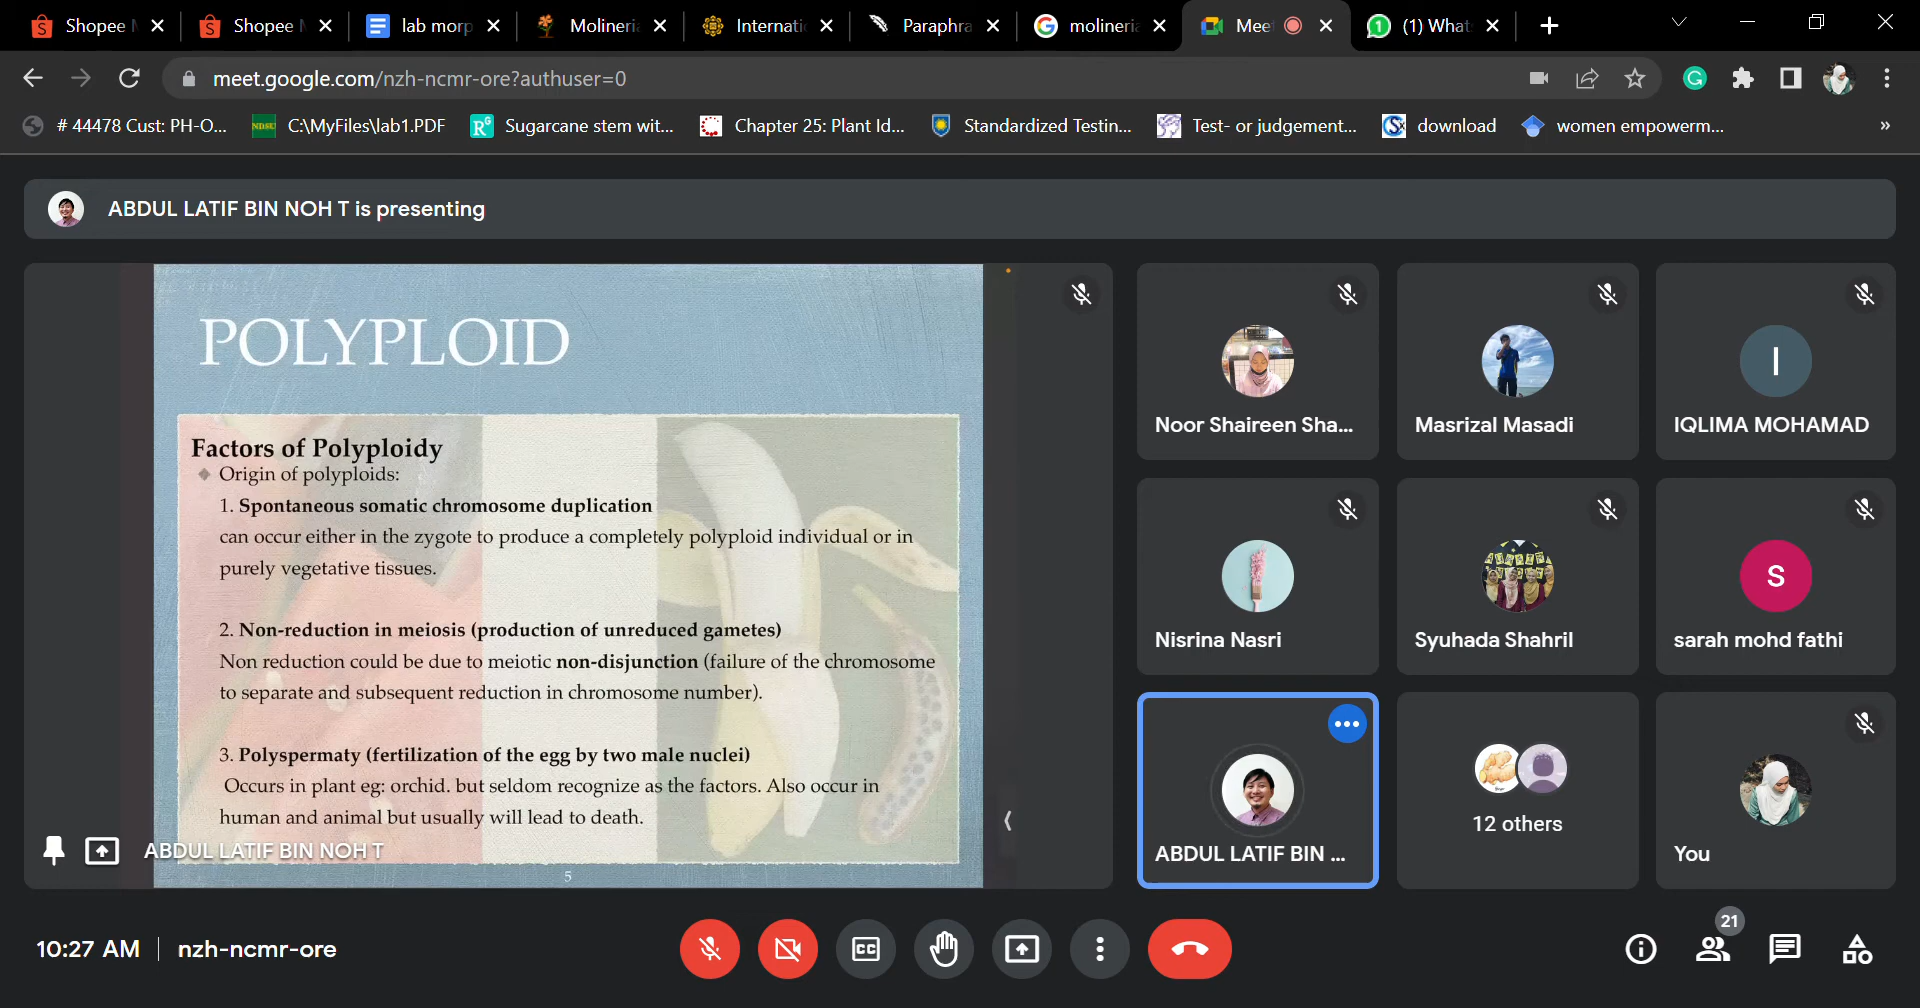 Shopee
Shopee
lab morp
Molineri
Internati
Paraphra
molineria
Meet
(1) What
meet.google.com/nzh-ncmr-ore?authuser=0
# 44478 Cust: PH-O...
C:\MyFiles\lab1.PDF
Sugarcane stem wit...
Chapter 25: Plant Id...
Standardized Testin...
Test- or judgement...
download
women empowerm...
»
ABDUL LATIF BIN NOH T is presenting
POLYPLOID
Factors of Polyploidy
Origin of polyploids:
1. Spontaneous somatic chromosome duplication
can occur either in the zygote to produce a completely polyploid individual or in
purely vegetative tissues.
2. Non-reduction in meiosis (production of unreduced gametes)
Non reduction could be due to meiotic non-disjunction (failure of the chromosome
to separate and subsequent reduction in chromosome number).
3. Polyspermaty (fertilization of the egg by two male nuclei)
Occurs in plant eg: orchid. but seldom recognize as the factors. Also occur in
human and animal but usually will lead to death.
ABDUL LATIF BIN NOH T
5
Noor Shaireen Sha...
Masrizal Masadi
I
IQLIMA MOHAMAD
Nisrina Nasri
Syuhada Shahril
S
sarah mohd fathi
ABDUL LATIF BIN ...
12 others
You
10:27 AM
nzh-ncmr-ore
CC
21